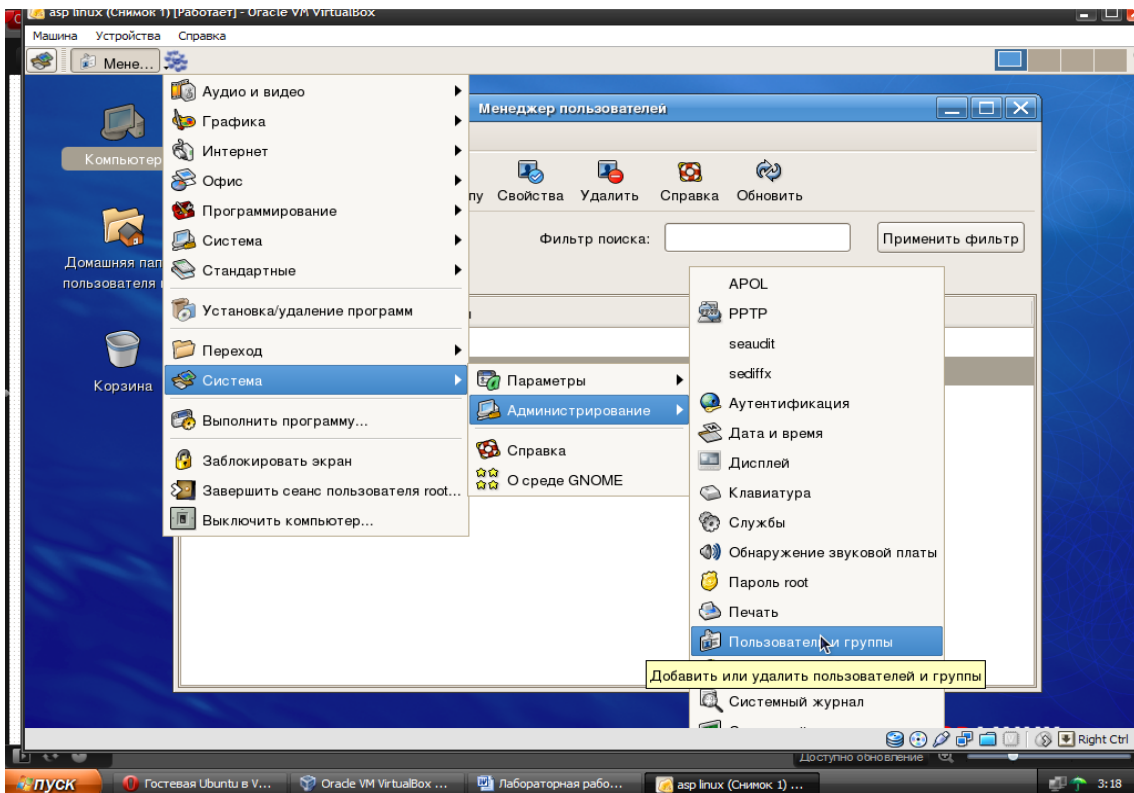 asp linux (Снимок 1) [Работает] - Oracle VM VirtualBox
Машина Устройства Справка
Мене...
Компьютер
Домашняя пап
пользователя
Корзина
Аудио и видео
Графика
Интернет
Офис
Программирование
Система
Стандартные
Установка/удаление программ
Переход
Система
Выполнить программу...
Заблокировать экран
Завершить сеанс пользователя root...
Выключить компьютер...
Менеджер пользователей
пу Свойства Удалить Справка Обновить
Фильтр поиска: Применить фильтр
Параметры
Администрирование
Справка
О среде GNOME
APOL
PPTP
seaudit
sediffx
Аутентификация
Дата и время
Дисплей
Клавиатура
Службы
Обнаружение звуковой платы
Пароль root
Печать
Пользователи и группы
Добавить или удалить пользователей и группы
Системный журнал
Right Ctrl
Доступно обновление
пуск
Гостевая Ubuntu в V...
Oracle VM VirtualBox ...
Лабораторная рабо...
asp linux (Снимок 1) ...
3:18